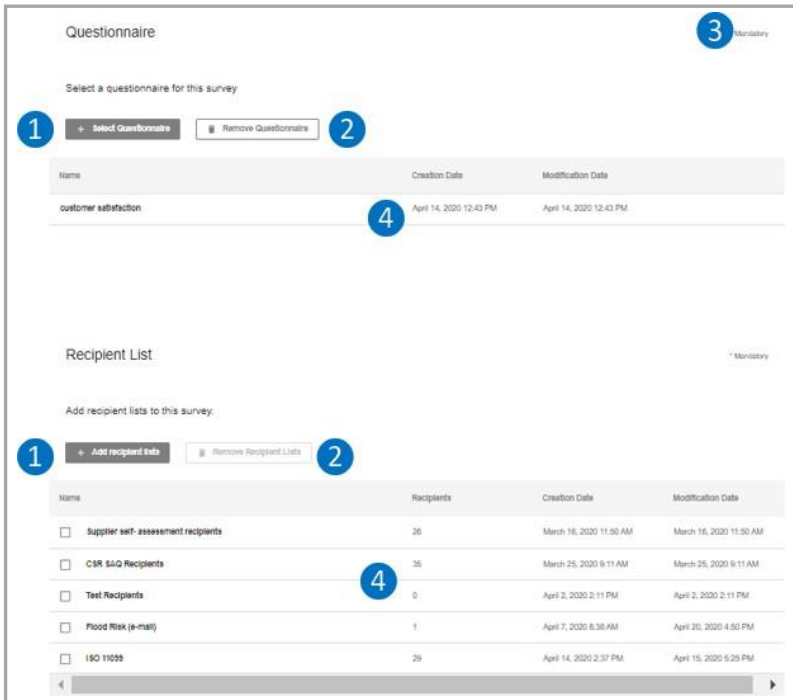 Questionnaire
3
* Mandatory
Select a questionnaire for this survey
1 + Select Questionnaire Remove Questionnaire 2
Name Creation Date Modification Date
customer satisfaction 4 April 14, 2020 12:43 PM April 14, 2020 12:43 PM
Recipient List
* Mandatory
Add recipient lists to this survey.
1 + Add recipient lists Remove Recipient Lists 2
Name Recipients Creation Date Modification Date
Supplier self- assessment recipients 26 March 16, 2020 11:50 AM March 16, 2020 11:50 AM
CSR SAQ Recipients 35 March 25, 2020 9:11 AM March 25, 2020 9:11 AM
4
Test Recipients 0 April 2, 2020 2:11 PM April 2, 2020 2:11 PM
Flood Risk (e-mail) 1 April 7, 2020 8:38 AM April 20, 2020 4:50 PM
ISO 29 April 14, 2020 2:37 PM April 15, 2020 5:25 PM